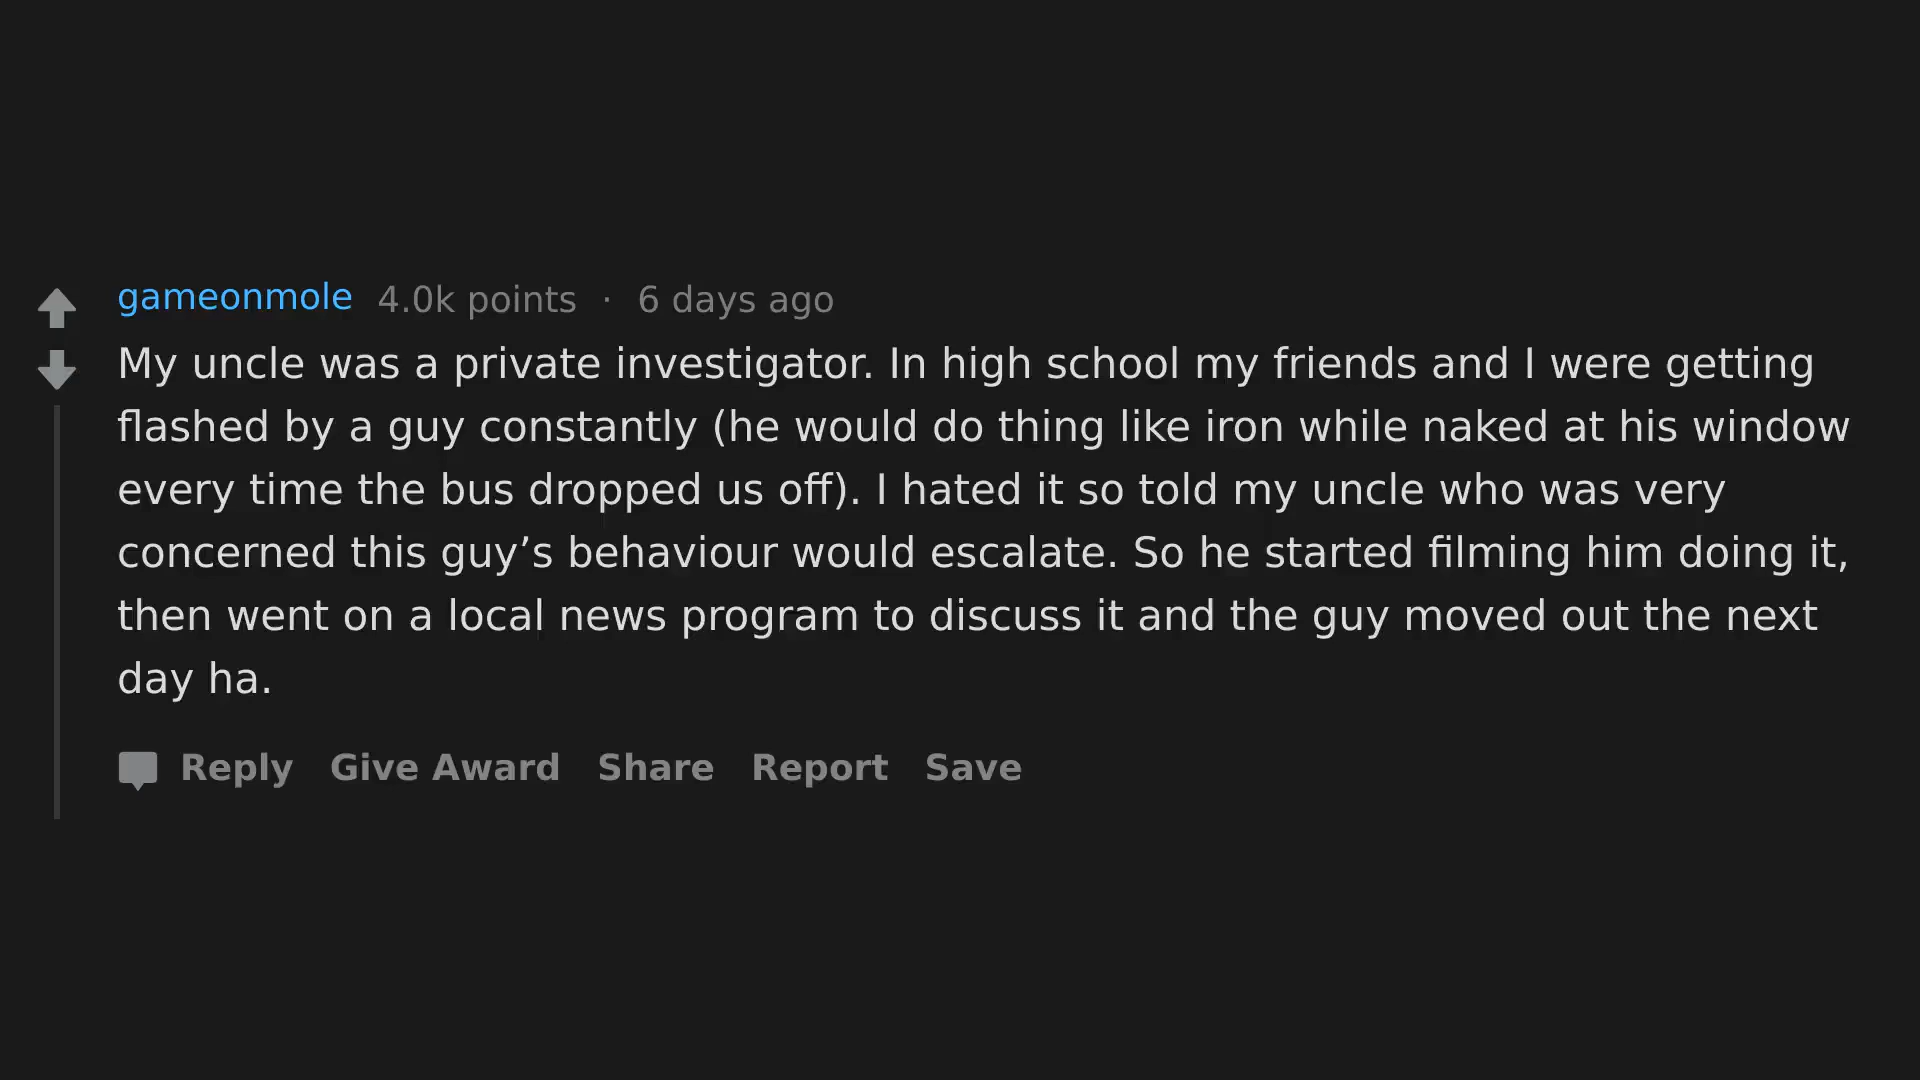 gameonmole 4.0k points · 6 days ago
My uncle was a private investigator. In high school my friends and I were getting
flashed by a guy constantly (he would do thing like iron while naked at his window
every time the bus dropped us off). I hated it so told my uncle who was very
concerned this guy’s behaviour would escalate. So he started filming him doing it,
then went on a local news program to discuss it and the guy moved out the next
day ha.
Reply Give Award Share Report Save